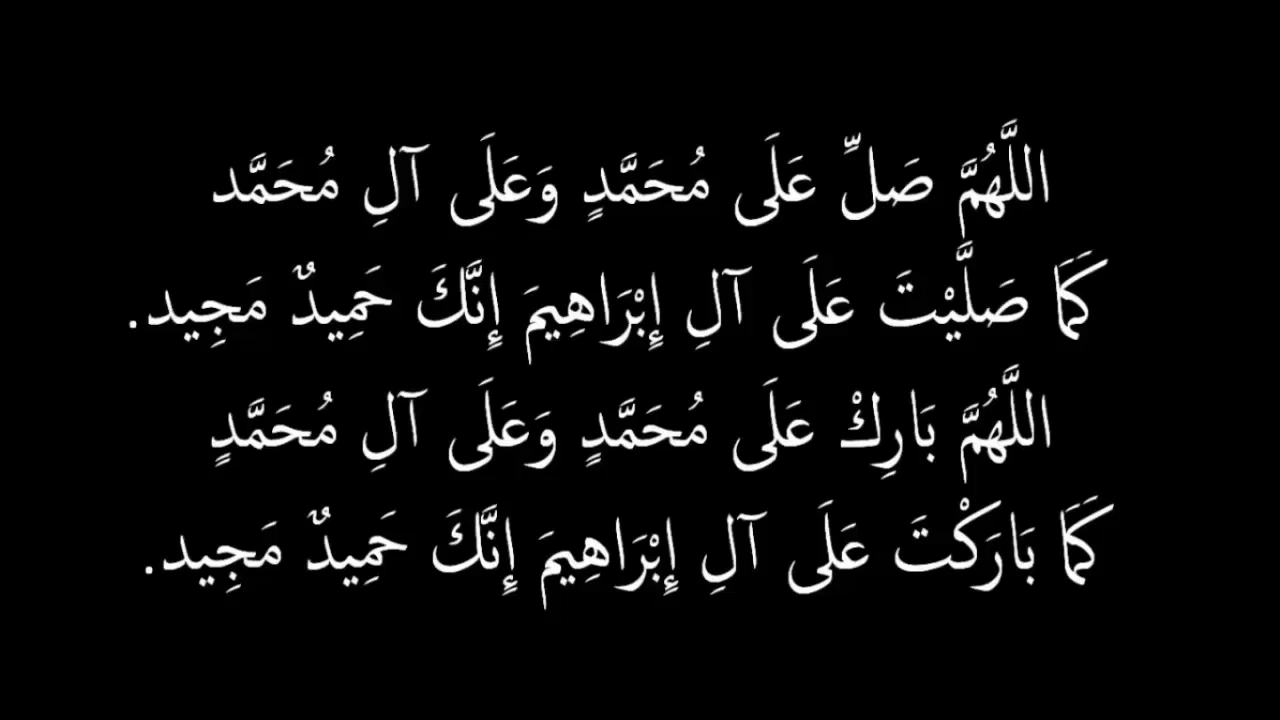 اللَّهُمَّ صَلِّ عَلَى مُحَمَّدٍ وَعَلَى آلِ مُحَمَّد
كَمَا صَلَّيْتَ عَلَى آلِ إِبْرَاهِيمَ إِنَّكَ حَمِيدٌ مَجِيد.
اللَّهُمَّ بَارِكْ عَلَى مُحَمَّدٍ وَعَلَى آلِ مُحَمَّدٍ
كَمَا بَارَكْتَ عَلَى آلِ إِبْرَاهِيمَ إِنَّكَ حَمِيدٌ مَجِيد.